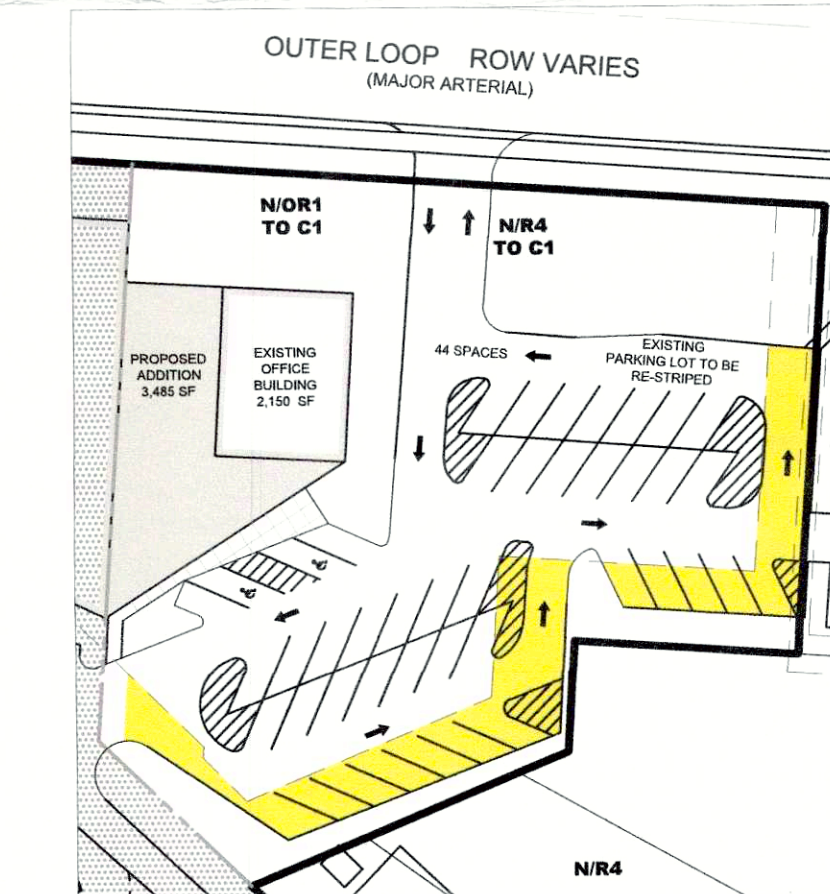 OUTER LOOP ROW VARIES
(MAJOR ARTERIAL)
N/OR1
TO C1
N/R4
TO C1
44 SPACES
EXISTING
PARKING LOT TO BE
RE-STRIPED
PROPOSED
ADDITION
3,485 SF
EXISTING
OFFICE
BUILDING
2,150 SF
N/R4